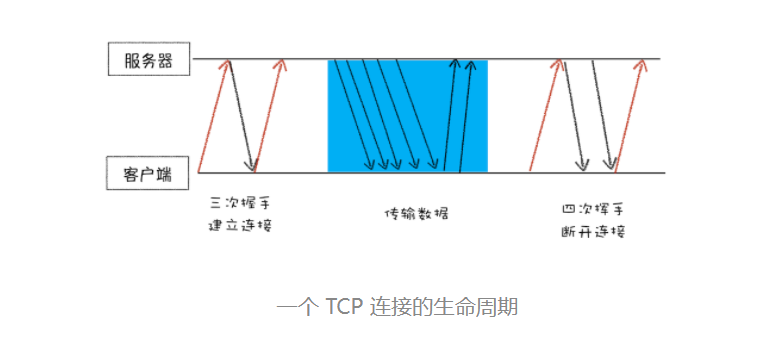 服务器
客户端
三次握手
建立连接
传输数据
四次挥手
断开连接
一个 TCP 连接的生命周期